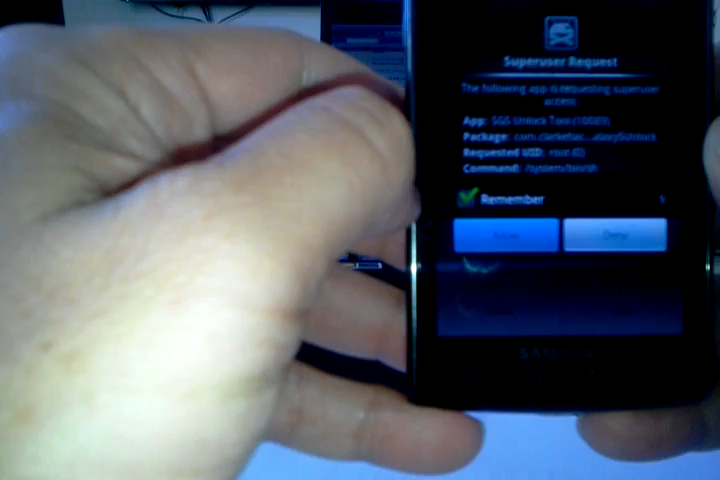 Superuser Request
The following app is requesting superuser
access
App: SGS Unlock Tool
Package:
Requested UID: root (0)
Command: /system/bin/sh
Remember
Allow
Deny
SAMSUNG